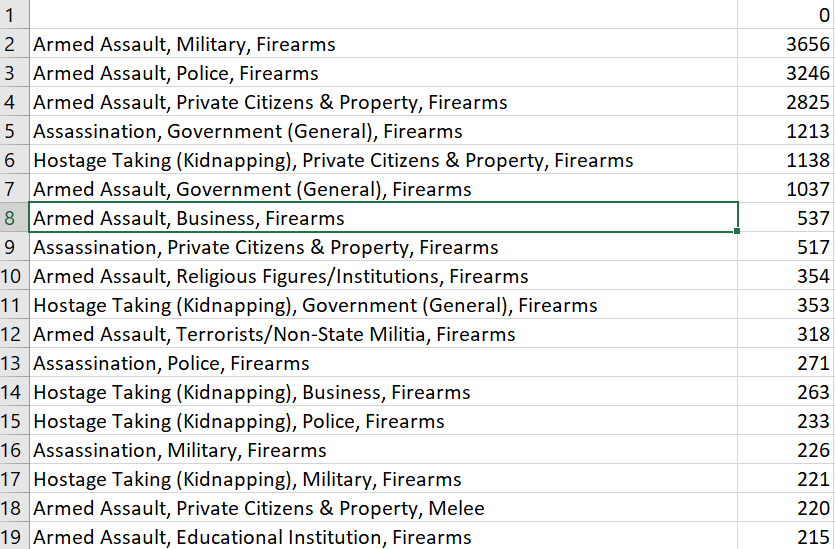 1 0
2 Armed Assault, Military, Firearms 3656
3 Armed Assault, Police, Firearms 3246
4 Armed Assault, Private Citizens & Property, Firearms 2825
5 Assassination, Government (General), Firearms 1213
6 Hostage Taking (Kidnapping), Private Citizens & Property, Firearms 1138
7 Armed Assault, Government (General), Firearms 1037
8 Armed Assault, Business, Firearms 537
9 Assassination, Private Citizens & Property, Firearms 517
10 Armed Assault, Religious Figures/Institutions, Firearms 354
11 Hostage Taking (Kidnapping), Government (General), Firearms 353
12 Armed Assault, Terrorists/Non-State Militia, Firearms 318
13 Assassination, Police, Firearms 271
14 Hostage Taking (Kidnapping), Business, Firearms 263
15 Hostage Taking (Kidnapping), Police, Firearms 233
16 Assassination, Military, Firearms 226
17 Hostage Taking (Kidnapping), Military, Firearms 221
18 Armed Assault, Private Citizens & Property, Melee 220
19 Armed Assault, Educational Institution, Firearms 215